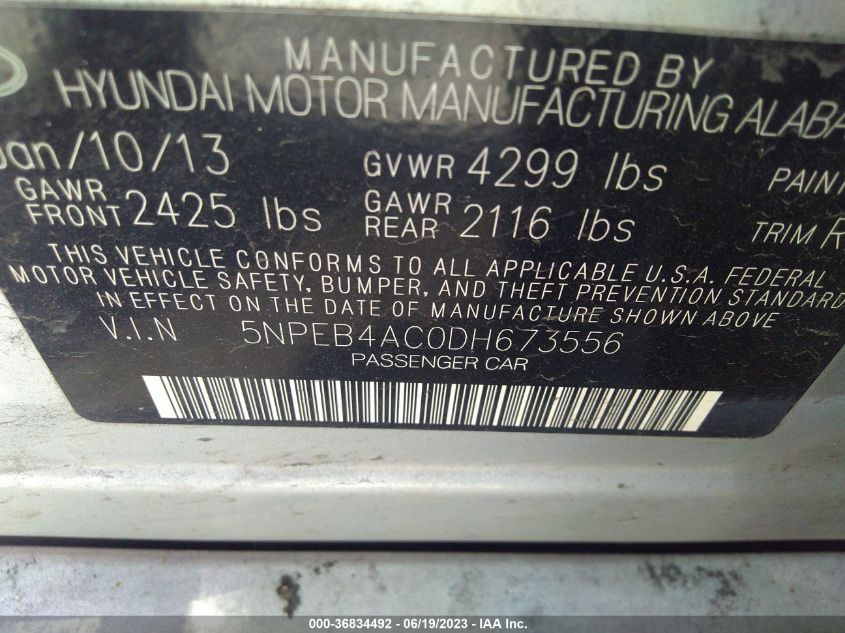 MANUFACTURED BY
HYUNDAI MOTOR MANUFACTURING ALABA
Jan/10/13 GVWR 4299 lbs PAINT
GAWR FRONT 2425 lbs GAWR REAR 2116 lbs TRIM R
THIS VEHICLE CONFORMS TO ALL APPLICABLE U.S.A. FEDERAL
MOTOR VEHICLE SAFETY, BUMPER, AND THEFT PREVENTION STANDARD
IN EFFECT ON THE DATE OF MANUFACTURE SHOWN ABOVE.
V.I.N 5NPEB4AC0DH673556
PASSENGER CAR
000-36834492 - 06/19/2023 - IAA Inc.